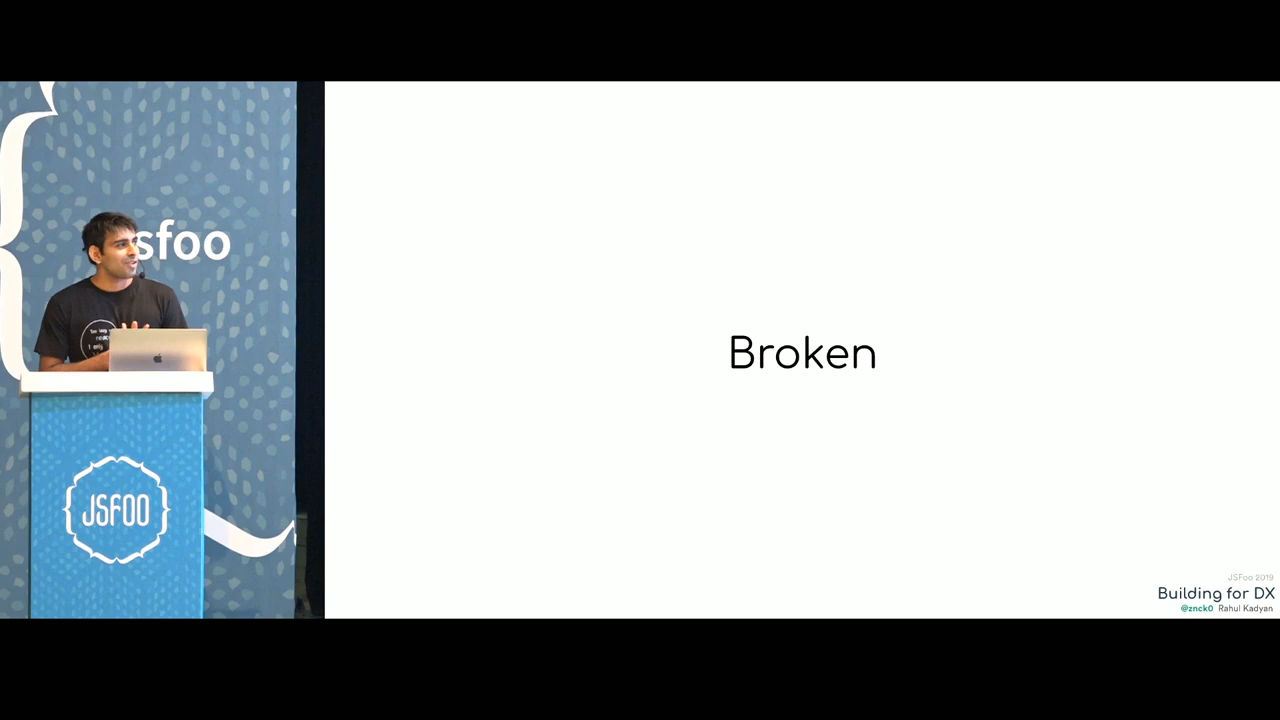 sfoo
JSFOO
Broken
JSFoo 2019
Building for DX
@znck0 Rahul Kadyan